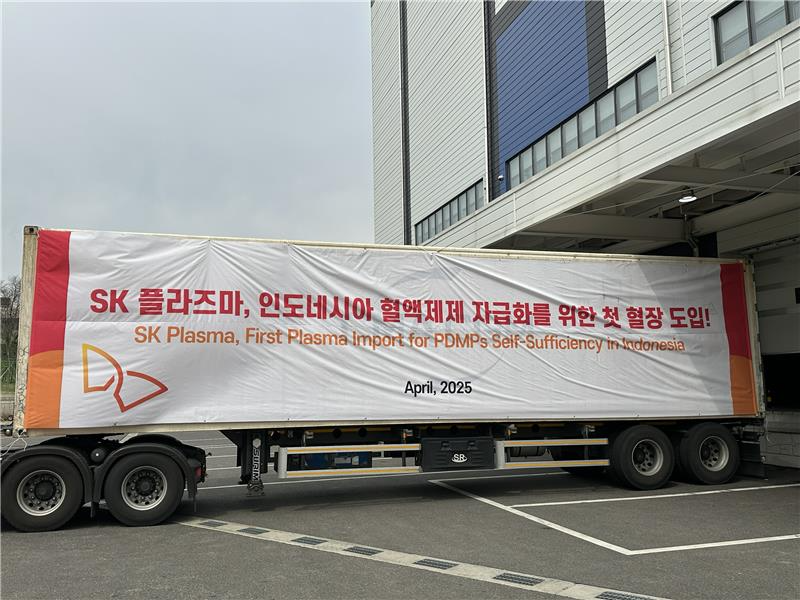 SK 플라즈마, 인도네시아 혈액제제 자급화를 위한 첫 혈장 도입!
SK Plasma, First Plasma Import for PDMPs Self-Sufficiency in Indonesia
April, 2025
SR